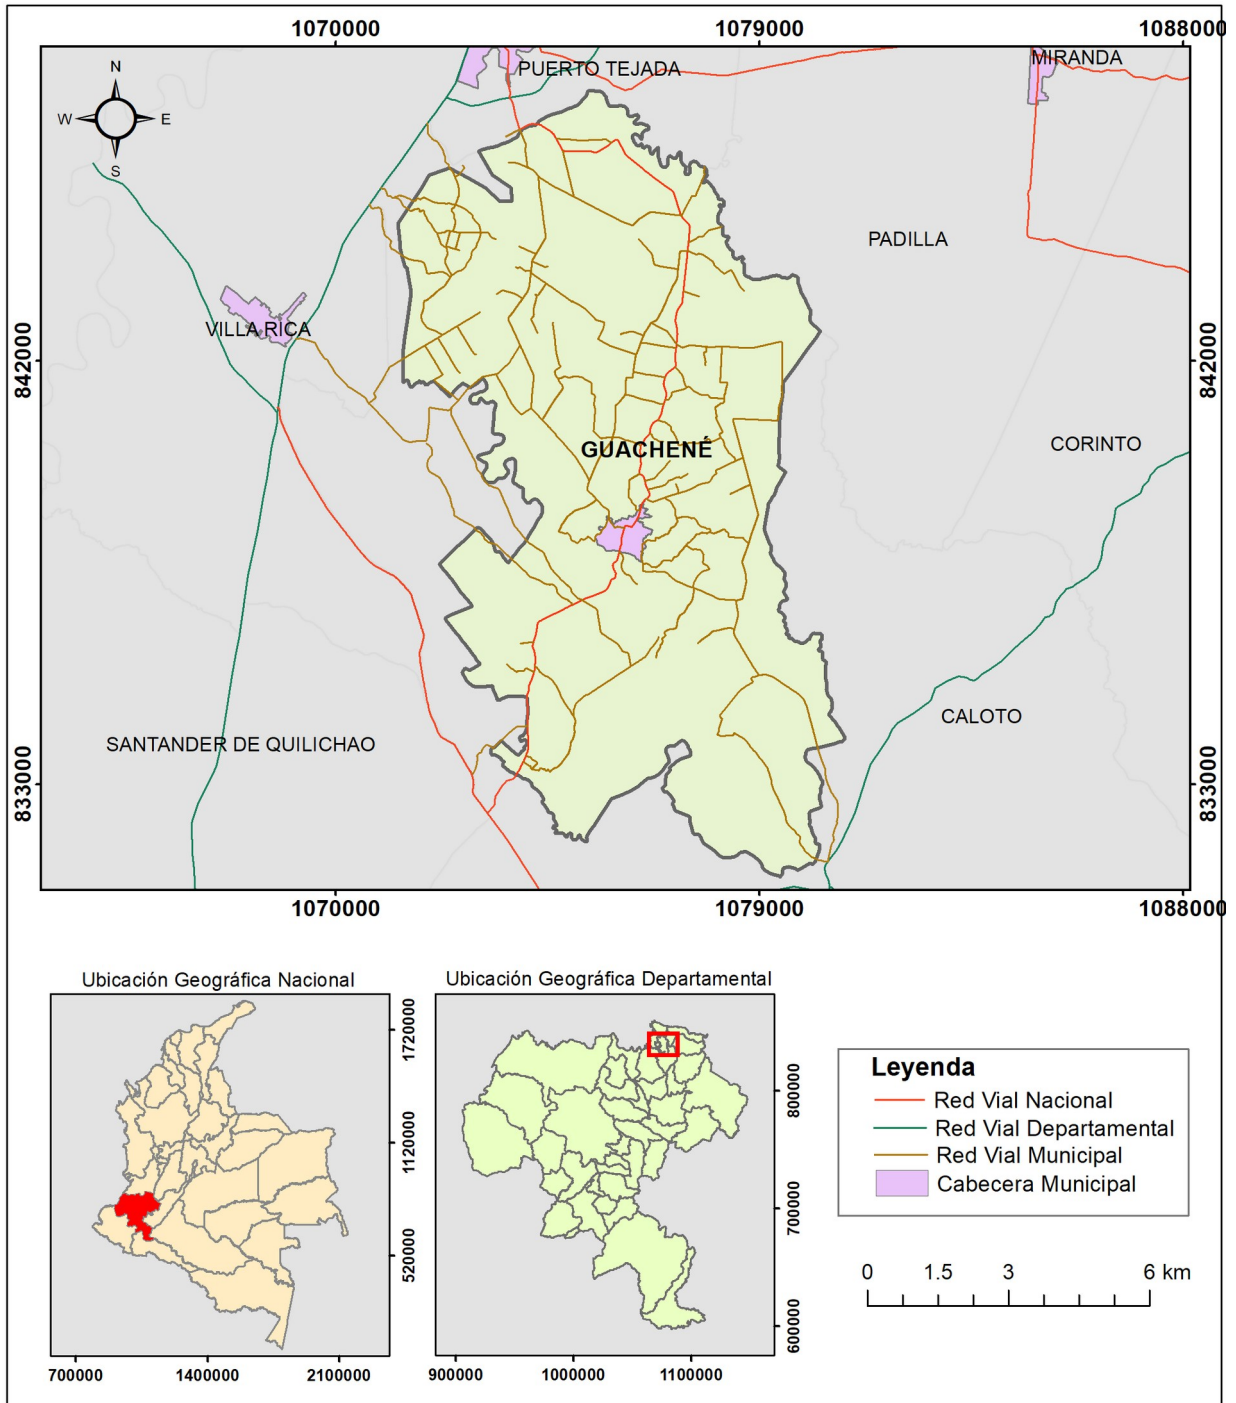 1070000
1079000
1088000
N
W
E
S
PUERTO TEJADA
MIRANDA
PADILLA
VILLA RICA
842000
842000
GUACHENÉ
CORINTO
CALOTO
SANTANDER DE QUILICHAO
833000
833000
1070000
1079000
1088000
Ubicación Geográfica Nacional
Ubicación Geográfica Departamental
1720000
1120000
520000
700000
1400000
2100000
800000
700000
600000
900000
1000000
1100000
Leyenda
Red Vial Nacional
Red Vial Departamental
Red Vial Municipal
Cabecera Municipal
0 1.5 3 6 km